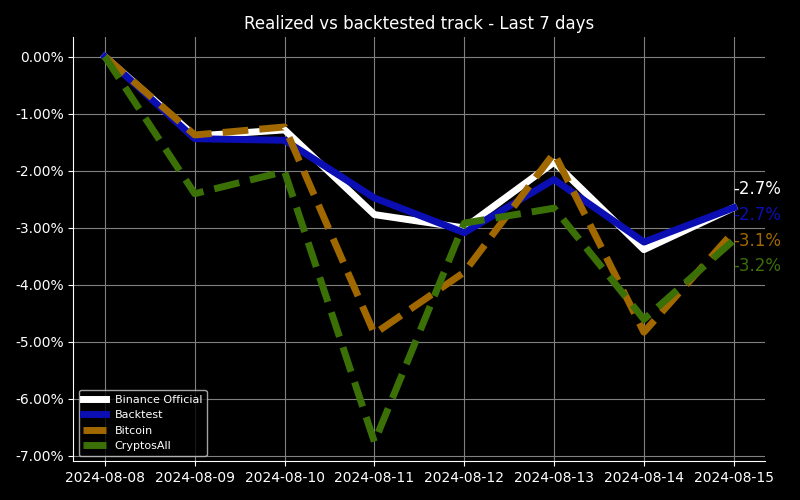 Realized vs backtested track - Last 7 days
0.00%
-1.00%
-2.00%
-3.00%
-4.00%
-5.00%
-6.00%
-7.00%
-2.7%
-2.7%
-3.1%
-3.2%
Binance Official
Backtest
Bitcoin
CryptosAll
2024-08-08 2024-08-09 2024-08-10 2024-08-11 2024-08-12 2024-08-13 2024-08-14 2024-08-15